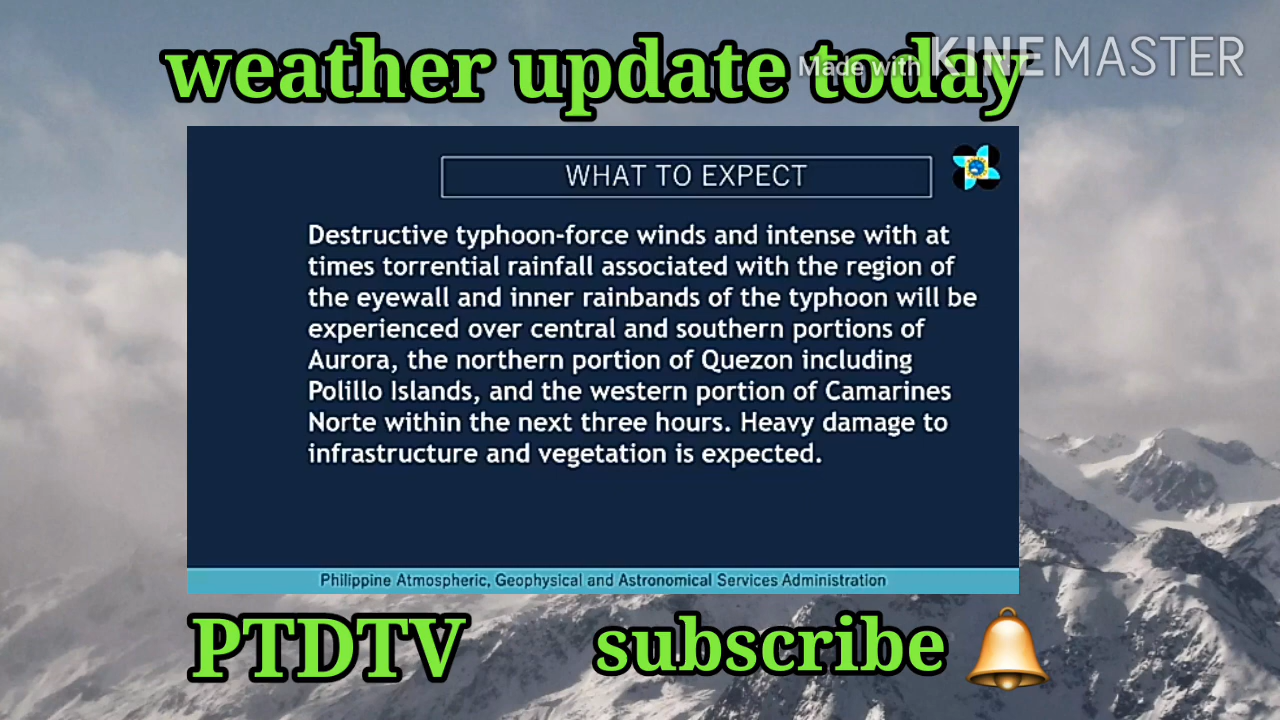 weather update today
Made with KINEMASTER
WHAT TO EXPECT
Destructive typhoon-force winds and intense with at
times torrential rainfall associated with the region of
the eyewall and inner rainbands of the typhoon will be
experienced over central and southern portions of
Aurora, the northern portion of Quezon including
Polillo Islands, and the western portion of Camarines
Norte within the next three hours. Heavy damage to
infrastructure and vegetation is expected.
Philippine Atmospheric, Geophysical and Astronomical Services Administration
PTDTV subscribe